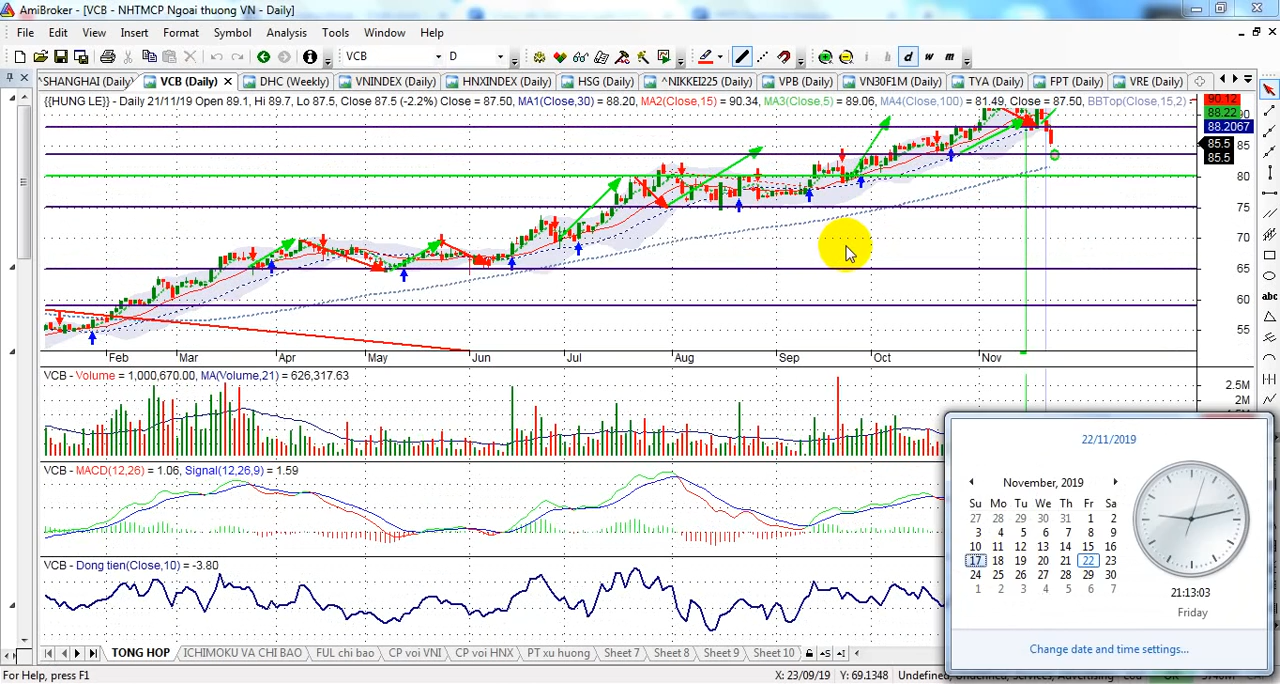 AmiBroker - [VCB - NHTMCP Ngoai thuong VN - Daily]
File Edit View Insert Format Symbol Analysis Tools Window Help
VCB D i h d w m
SHANGHAI (Daily) VCB (Daily) DHC (Weekly) VNINDEX (Daily) HNXINDEX (Daily) HSG (Daily) ^NIKKEI225 (Daily) VPB (Daily) VN30F1M (Daily) TYA (Daily) FPT (Daily) VRE (Daily)
{{HUNG LE}} - Daily 21/11/19 Open 89.1, Hi 89.7, Lo 87.5, Close 87.5 (-2.2%) Close = 87.50, MA1(Close,30) = 88.20, MA2(Close,15) = 90.34, MA3(Close,5) = 89.06, MA4(Close,100) = 81.49, Close = 87.50, BBTop(Close,15,2)
90.12
88.22
90
88.2067
85.5
85
85.5
80
75
70
65
60
55
abc
Feb Mar Apr May Jun Jul Aug Sep Oct Nov
VCB - Volume = 1,000,670.00, MA(Volume,21) = 626,317.63
2.5M
2M
VCB - MACD(12,26) = 1.06, Signal(12,26,9) = 1.59
VCB - Dong tien(Close,10) = -3.80
22/11/2019
November, 2019
Su Mo Tu We Th Fr Sa
27 28 29 30 31 1 2
3 4 5 6 7 8 9
10 11 12 13 14 15 16
17 18 19 20 21 22 23
24 25 26 27 28 29 30
1 2 3 4 5 6 7
21:13:03
Friday
Change date and time settings...
TONG HOP ICHIMOKU VA CHI BAO FUL chi bao CP voi VNI CP voi HNX PT xu huong Sheet 7 Sheet 8 Sheet 9 Sheet 10
For Help, press F1 X: 23/09/19 Y: 69.1348